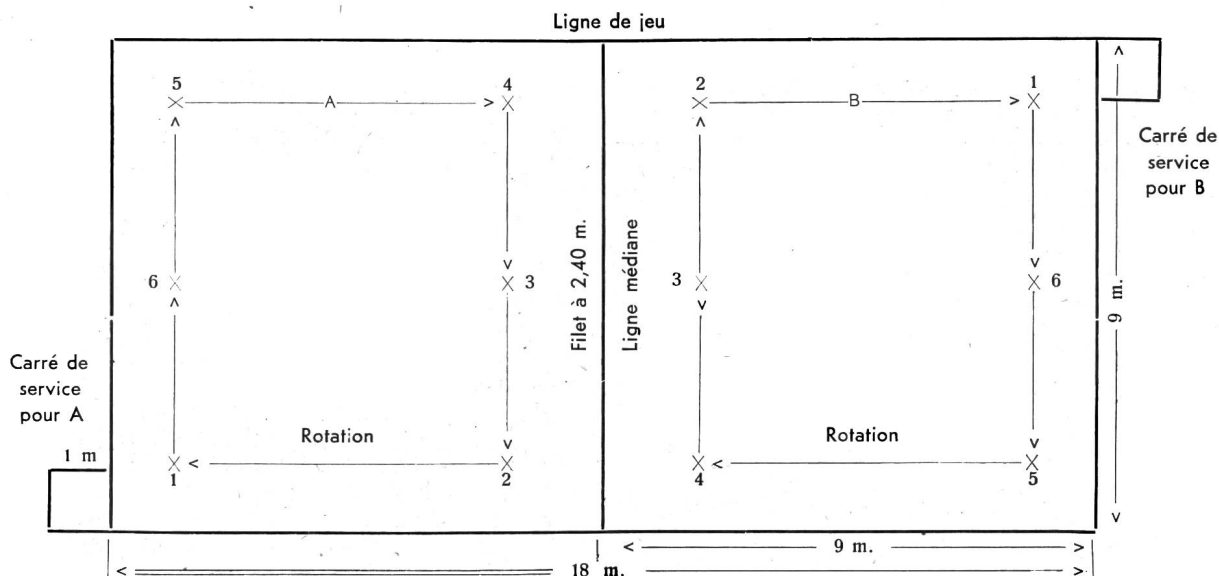 Ligne de jeu
5 4 2 1
A B
Carré de
service
pour B
Filet à 2,40 m.
Ligne médiane
6 3 3 6
9 m.
Carré de
service
pour A
Rotation Rotation
1 m
1 2 4 5
9 m.
18 m.